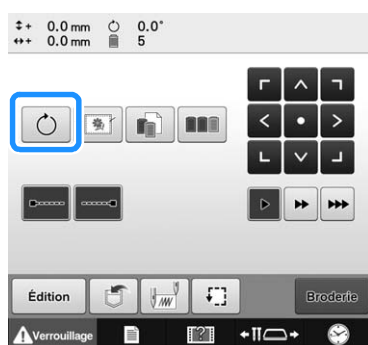 + 0.0 mm 0.0°
+ 0.0 mm 5
Édition
Broderie
Verrouillage